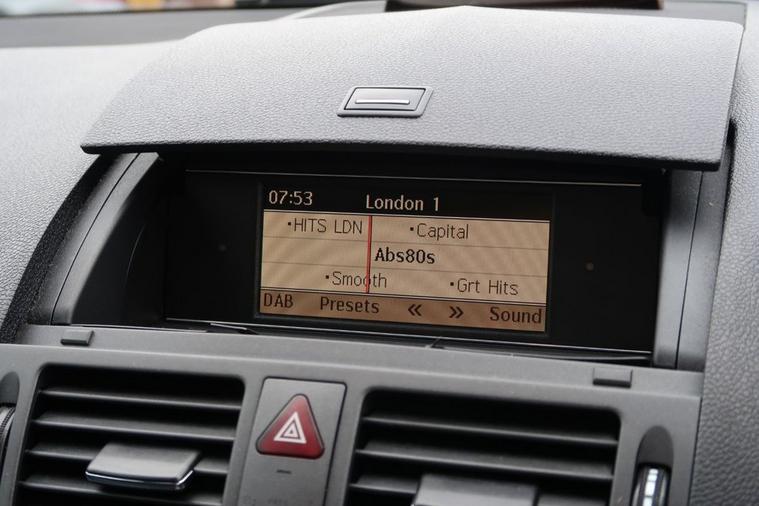 07:53 London 1
•HITS LDN •Capital
Abs80s
•Smooth •Grt Hits
DAB Presets « » Sound